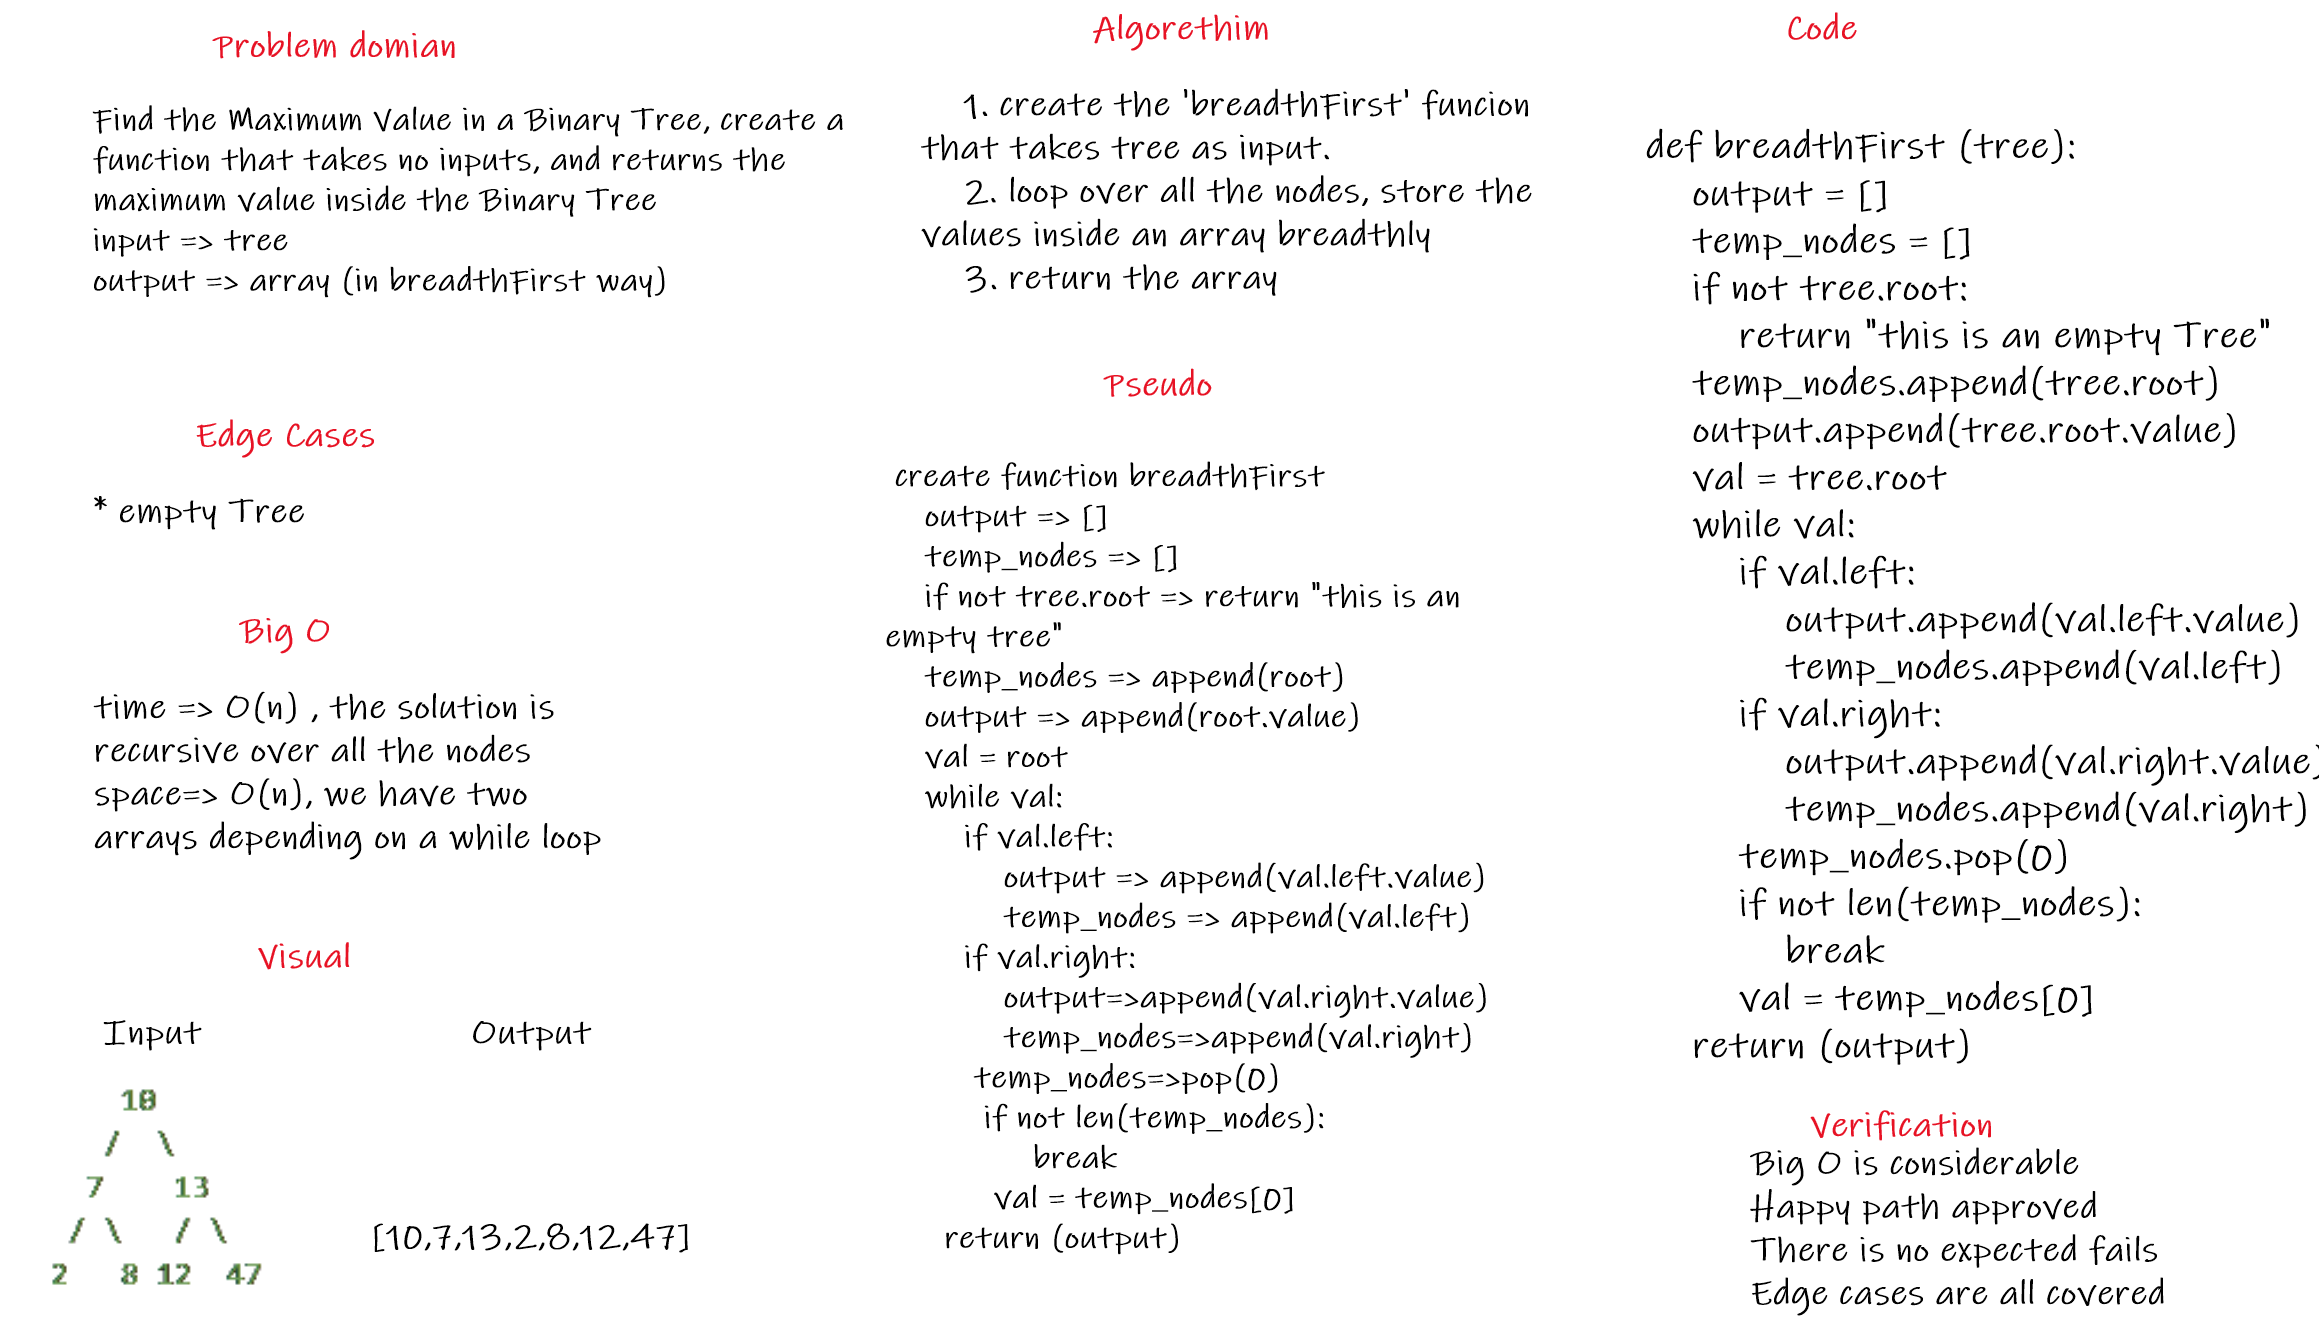 Problem domian
Find the Maximum Value in a Binary Tree, create a
function that takes no inputs, and returns the
maximum value inside the Binary Tree
input => tree
output => array (in breadthFirst way)
Edge Cases
* empty Tree
Big O
time => O(n) , the solution is
recursive over all the nodes
space=> O(n), we have two
arrays depending on a while loop
Visual
Input Output
10
/ \
7 13
/ \ / \
2 8 12 47
[10,7,13,2,8,12,47]
Algorethim
1. create the 'breadthFirst' funcion
that takes tree as input.
2. loop over all the nodes, store the
values inside an array breadthly
3. return the array
Pseudo
create function breadthFirst
output => []
temp_nodes => []
if not tree.root => return "this is an
empty tree"
temp_nodes => append(root)
output => append(root.value)
val = root
while val:
if val.left:
output => append(val.left.value)
temp_nodes => append(val.left)
if val.right:
output=>append(val.right.value)
temp_nodes=>append(val.right)
temp_nodes=>pop(0)
if not len(temp_nodes):
break
val = temp_nodes[0]
return (output)
Code
def breadthFirst (tree):
output = []
temp_nodes = []
if not tree.root:
return "this is an empty Tree"
temp_nodes.append(tree.root)
output.append(tree.root.value)
val = tree.root
while val:
if val.left:
output.append(val.left.value)
temp_nodes.append(val.left)
if val.right:
output.append(val.right.value)
temp_nodes.append(val.right)
temp_nodes.pop(0)
if not len(temp_nodes):
break
val = temp_nodes[0]
return (output)
Verification
Big O is considerable
Happy path approved
There is no expected fails
Edge cases are all covered